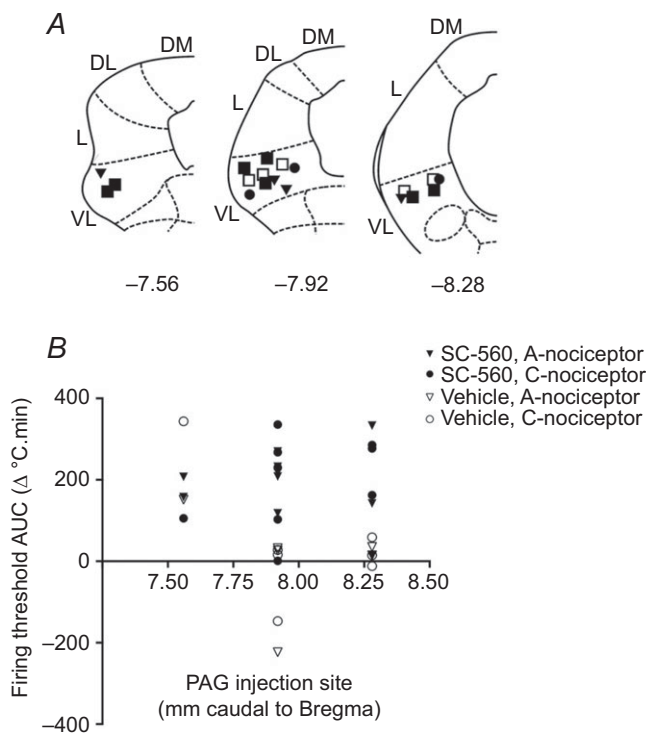 A
DM
DL
L
VL
–7.56
DM
DL
L
VL
–7.92
DM
L
VL
–8.28
B
▼ SC-560, A-nociceptor
● SC-560, C-nociceptor
▽ Vehicle, A-nociceptor
○ Vehicle, C-nociceptor
Firing threshold AUC (Δ °C.min)
400
200
0
–200
–400
7.50 7.75 8.00 8.25 8.50
PAG injection site
(mm caudal to Bregma)